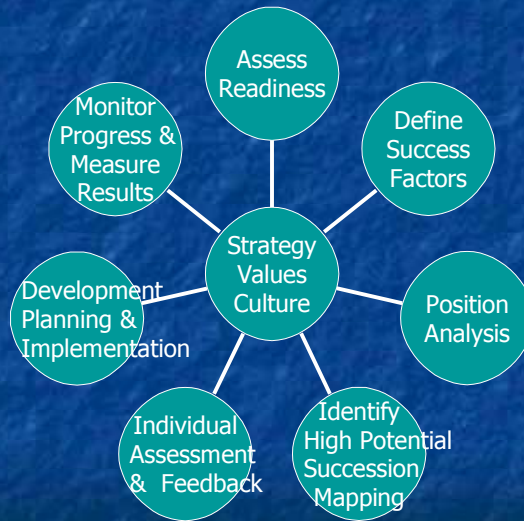 Assess
Readiness
Monitor
Progress &
Measure
Results
Define
Success
Factors
Strategy
Values
Culture
Development
Planning &
Implementation
Position
Analysis
Individual
Assessment
& Feedback
Identify
High Potential
Succession
Mapping